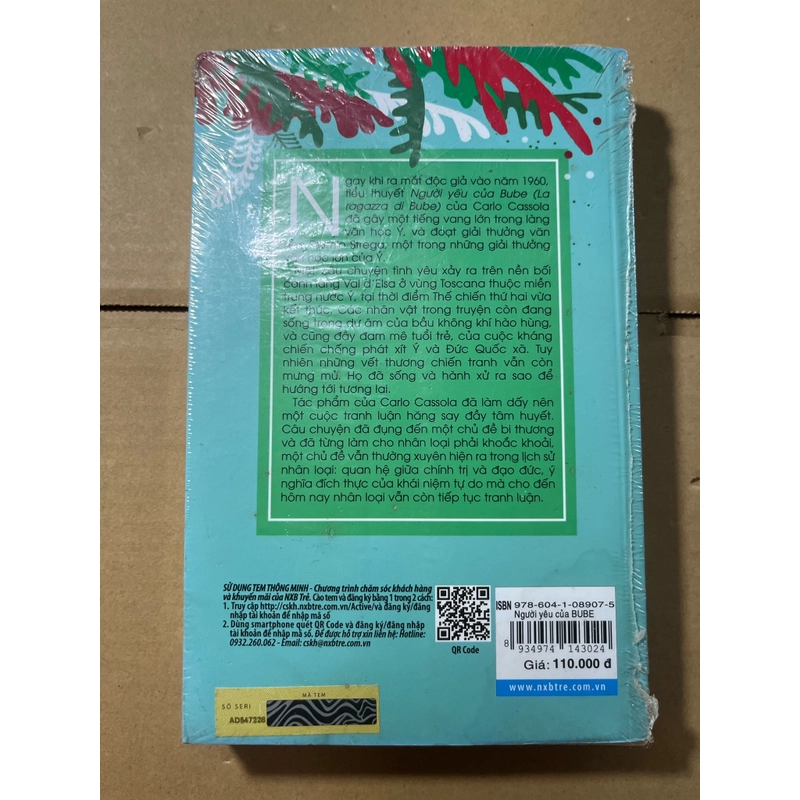 Ngay khi ra mắt độc giả vào năm 1960,
tiểu thuyết Người yêu của Bube (La
ragazza di Bube) của Carlo Cassola
đã gây một tiếng vang lớn trong làng
văn học Ý, và đoạt giải thưởng văn
Strega, một trong những giải thưởng
lớn của Ý.
câu chuyện tình yêu xảy ra trên nền bối
cảnh làng Val d'Elsa ở vùng Toscana thuộc miền
trung nước Ý, tại thời điểm Thế chiến thứ hai vừa
kết thúc. Các nhân vật trong truyện còn đang
sống trong dư âm của bầu không khí hào hùng,
và cũng đầy đam mê tuổi trẻ, của cuộc kháng
chiến chống phát xít Ý và Đức Quốc xã. Tuy
nhiên những vết thương chiến tranh vẫn còn
mưng mủ. Họ đã sống và hành xử ra sao để
hướng tới tương lai.
Tác phẩm của Carlo Cassola đã làm dấy nên
một cuộc tranh luận hăng say đầy tâm huyết.
Câu chuyện đã đụng đến một chủ đề bi thương
và đã từng làm cho nhân loại phải khoắc khoải,
một chủ đề vẫn thường xuyên hiện ra trong lịch sử
nhân loại: quan hệ giữa chính trị và đạo đức, ý
nghĩa đích thực của khái niệm tự do mà cho đến
hôm nay nhân loại vẫn còn tiếp tục tranh luận.
SỬ DỤNG TEM THÔNG MINH - Chương trình chăm sóc khách hàng
và khuyến mãi của NXB Trẻ. Cào tem và đăng ký bằng 1 trong 2 cách:
1. Truy cập http://cskh.nxbtre.com.vn/Active/và đăng ký/đăng
nhập tài khoản để nhập mã số
2. Dùng smartphone quét QR Code và đăng ký/đăng nhập
tài khoản để nhập mã số. Để được hỗ trợ xin liên hệ: Hotline:
0932.260.062 - Email: cskh@nxbtre.com.vn
QR Code
ISBN 978-604-1-08907-5
Người yêu của BUBE
8 934974 143024
Giá: 110.000 đ
www.nxbtre.com.vn
MÃ TEM
SỐ SERI
AD547328